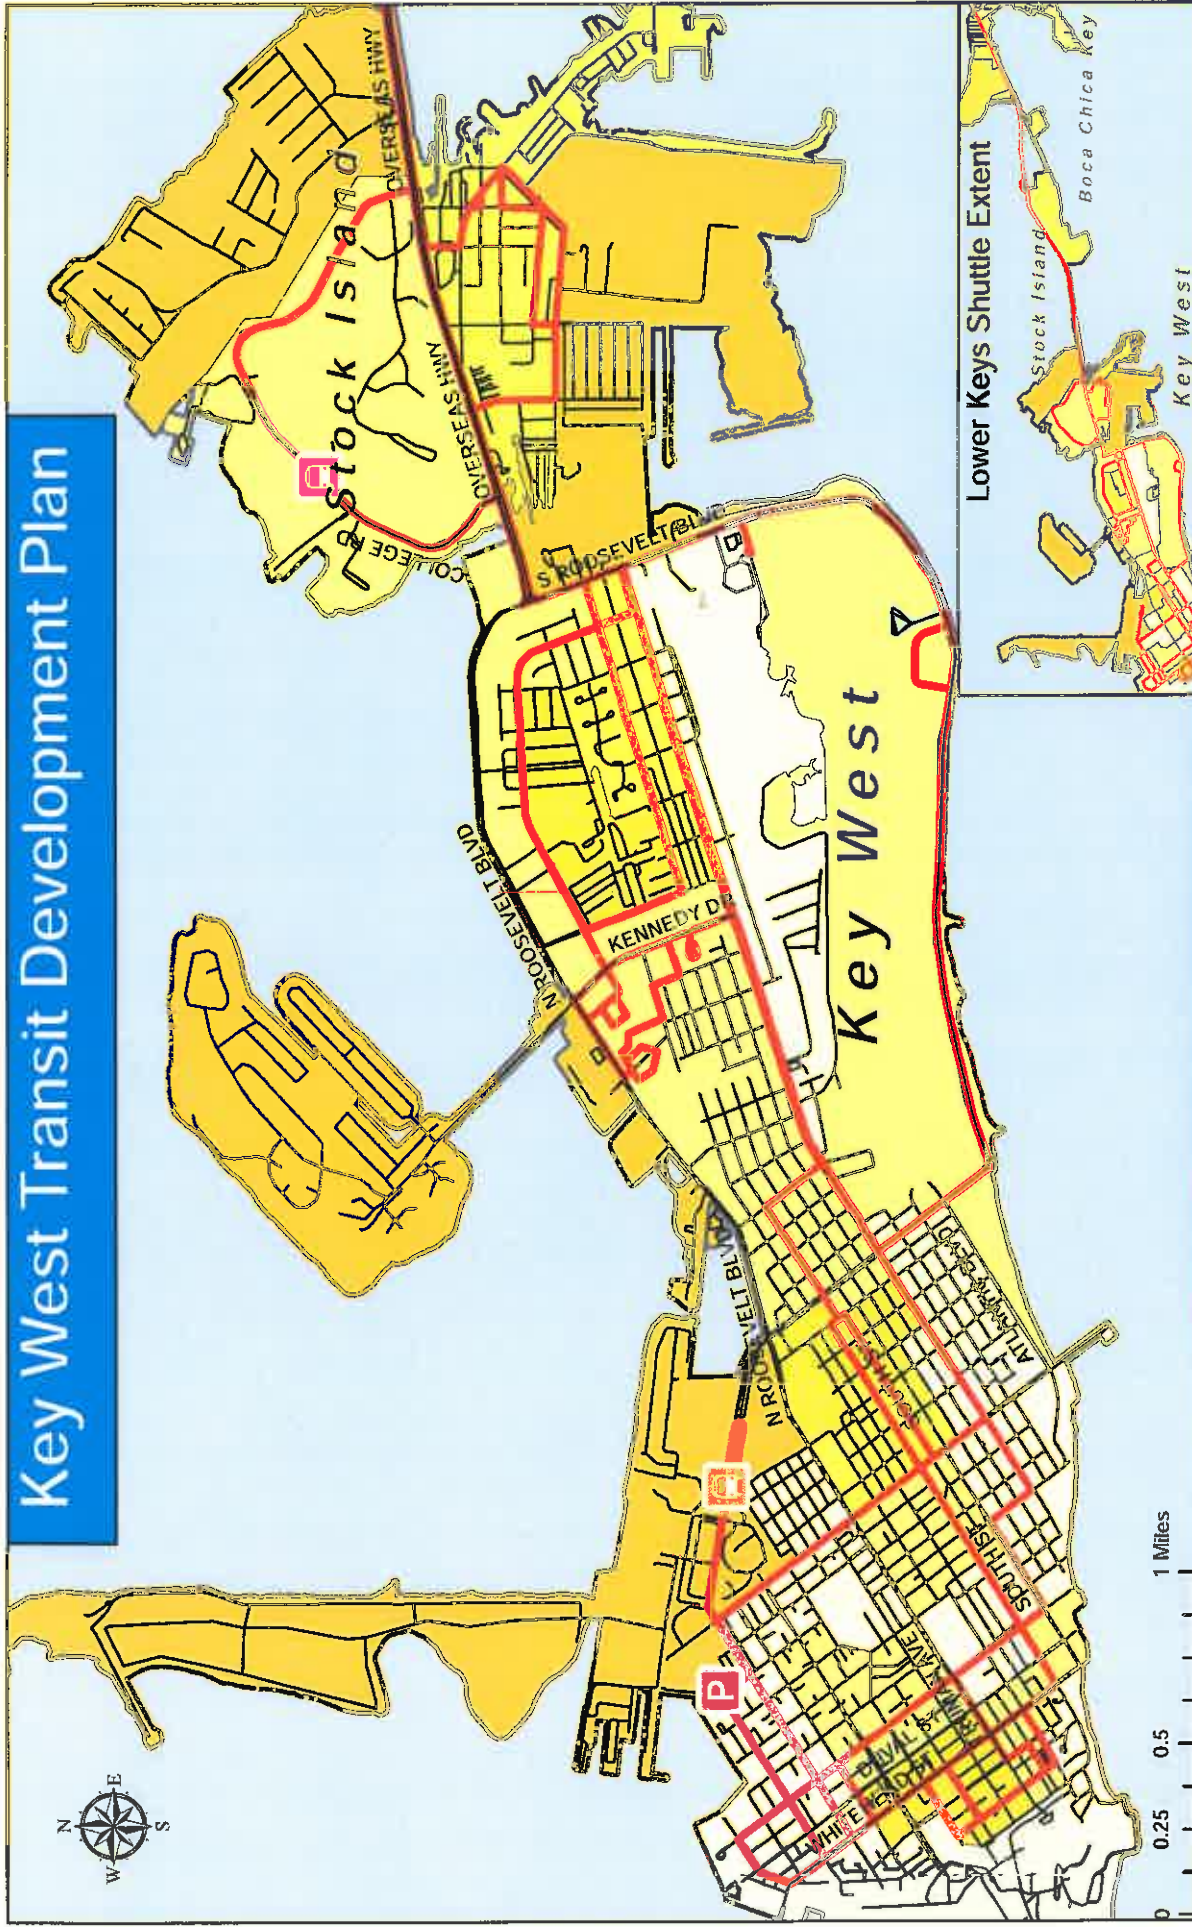 Key West Transit Development Plan
N
W
E
S
Stock Island
OVERSEAS HWY
OVERSEAS HWY
COLLEGE RD
S ROOSEVELT BLVD
N ROOSEVELT BLVD
KENNEDY DR
Key West
N ROOSEVELT BLVD
ATLANTIC BLVD
P
SOUTH ST
DUVAL ST
0
0.25
0.5
1 Miles
Lower Keys Shuttle Extent
Stock Island
Boca Chica Key
Key West